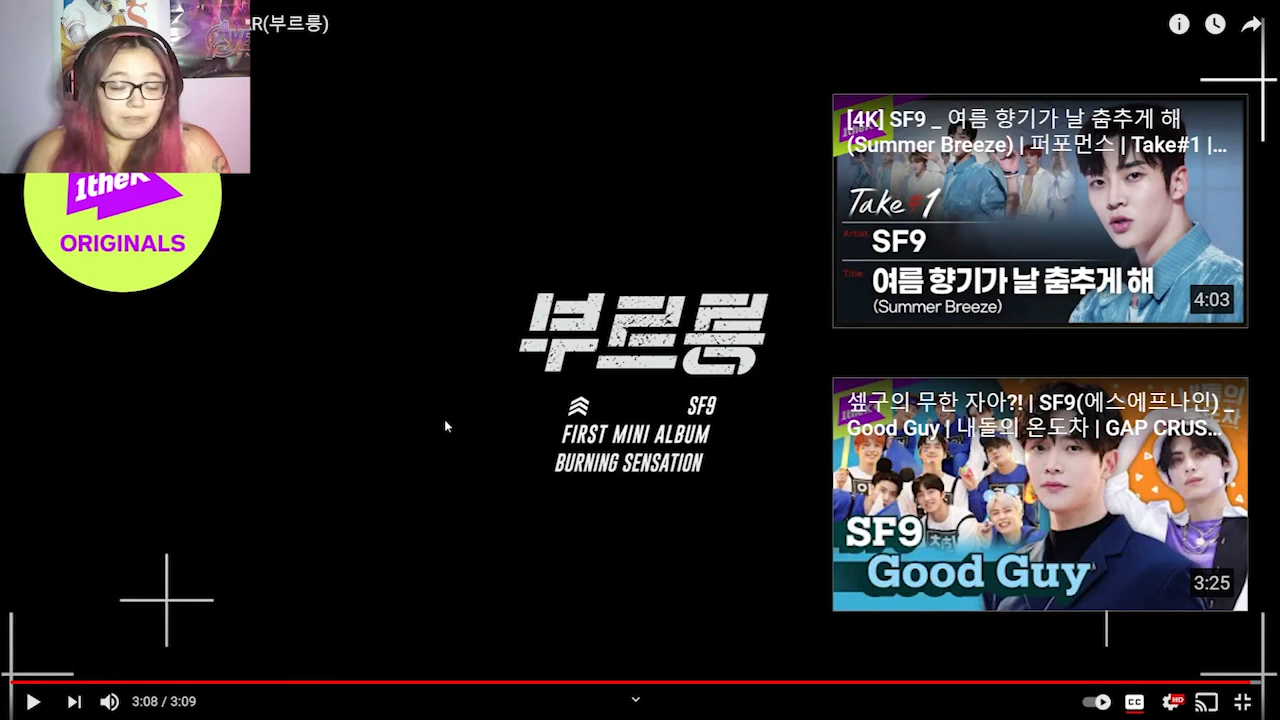 R(부르릉)
1theK
ORIGINALS
부르릉
SF9
FIRST MINI ALBUM
BURNING SENSATION
[4K] SF9 _ 여름 향기가 날 춤추게 해
(Summer Breeze) | 퍼포먼스 | Take#1 |...
Take #1
Artist
SF9
Title.
여름 향기가 날 춤추게 해
(Summer Breeze)
4:03
셒구의 무한 자아?! | SF9(에스에프나인) _
Good Guy | 내돌의 온도차 | GAP CRUS...
SF9
Good Guy
3:25
3:08 / 3:09
CC
HD